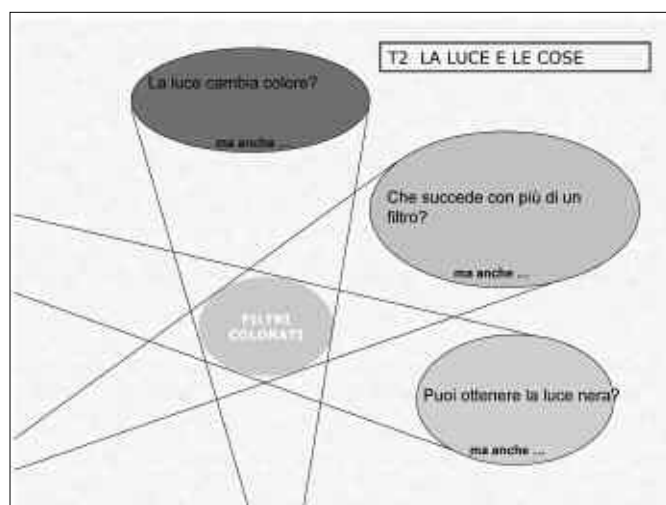 T2 LA LUCE E LE COSE
La luce cambia colore?
ma anche ...
Che succede con più di un
filtro?
ma anche ...
FILTRI
COLORATI
Puoi ottenere la luce nera?
ma anche ...